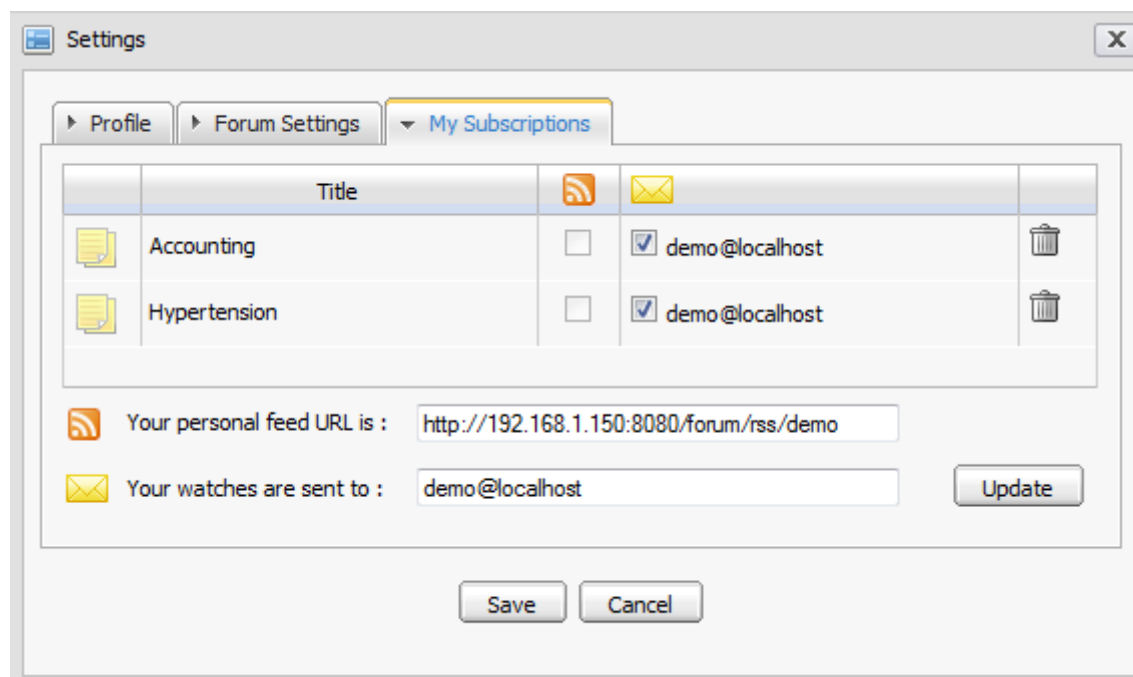 Settings
X
Profile Forum Settings My Subscriptions
Title
Accounting demo@localhost
Hypertension demo@localhost
Your personal feed URL is : http://192.168.1.150:8080/forum/rss/demo
Your watches are sent to : demo@localhost Update
Save Cancel